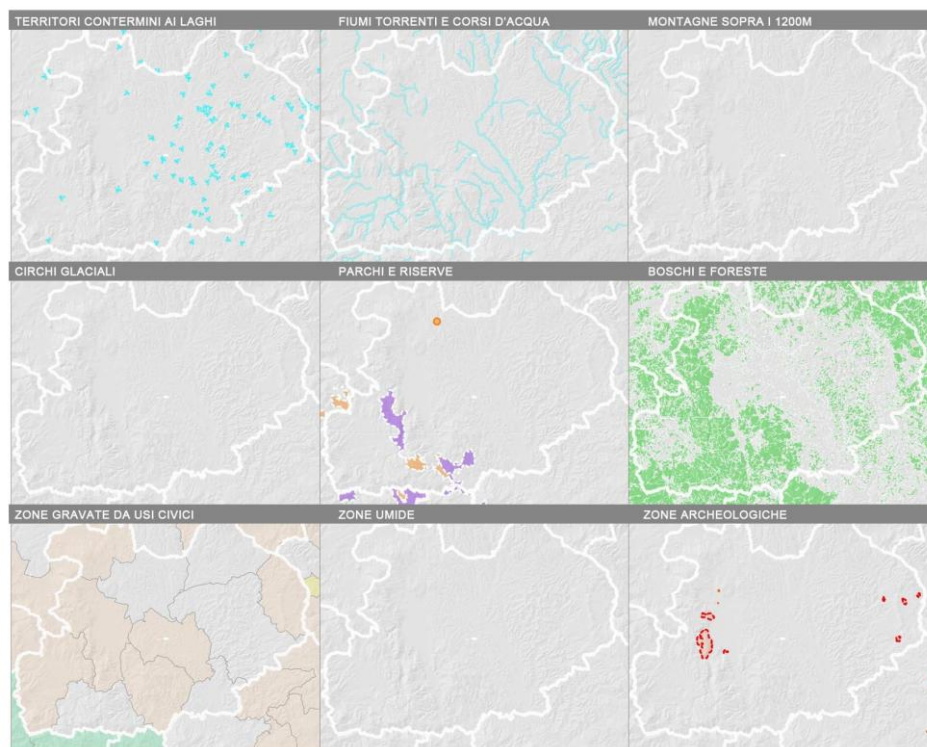 TERRITORI CONTERMINI AI LAGHI
FIUMI TORRENTI E CORSI D'ACQUA
MONTAGNE SOPRA I 1200M
CIRCHI GLACIALI
PARCHI E RISERVE
BOSCHI E FORESTE
ZONE GRAVATE DA USI CIVICI
ZONE UMIDE
ZONE ARCHEOLOGICHE